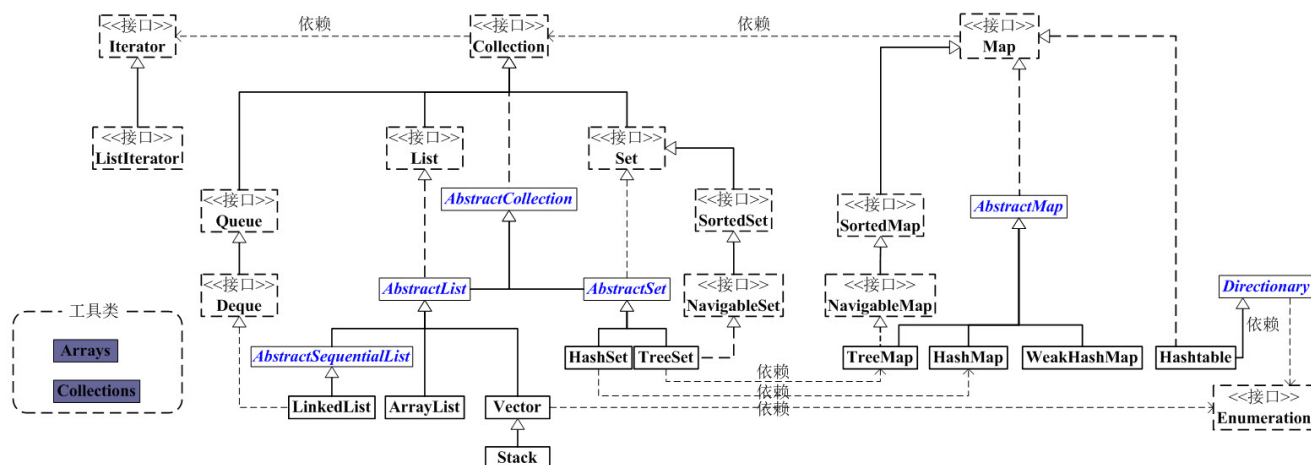 <<接口>>
Iterator
依赖
<<接口>>
Collection
依赖
<<接口>>
Map
<<接口>>
ListIterator
<<接口>>
List
<<接口>>
Set
<<接口>>
Queue
AbstractCollection
<<接口>>
SortedSet
<<接口>>
SortedMap
AbstractMap
<<接口>>
Deque
AbstractList
AbstractSet
<<接口>>
NavigableSet
<<接口>>
NavigableMap
Directionary
依赖
工具类
Arrays
Collections
AbstractSequentialList
HashSet
TreeSet
TreeMap
HashMap
WeakHashMap
Hashtable
依赖
依赖
依赖
LinkedList
ArrayList
Vector
<<接口>>
Enumeration
Stack